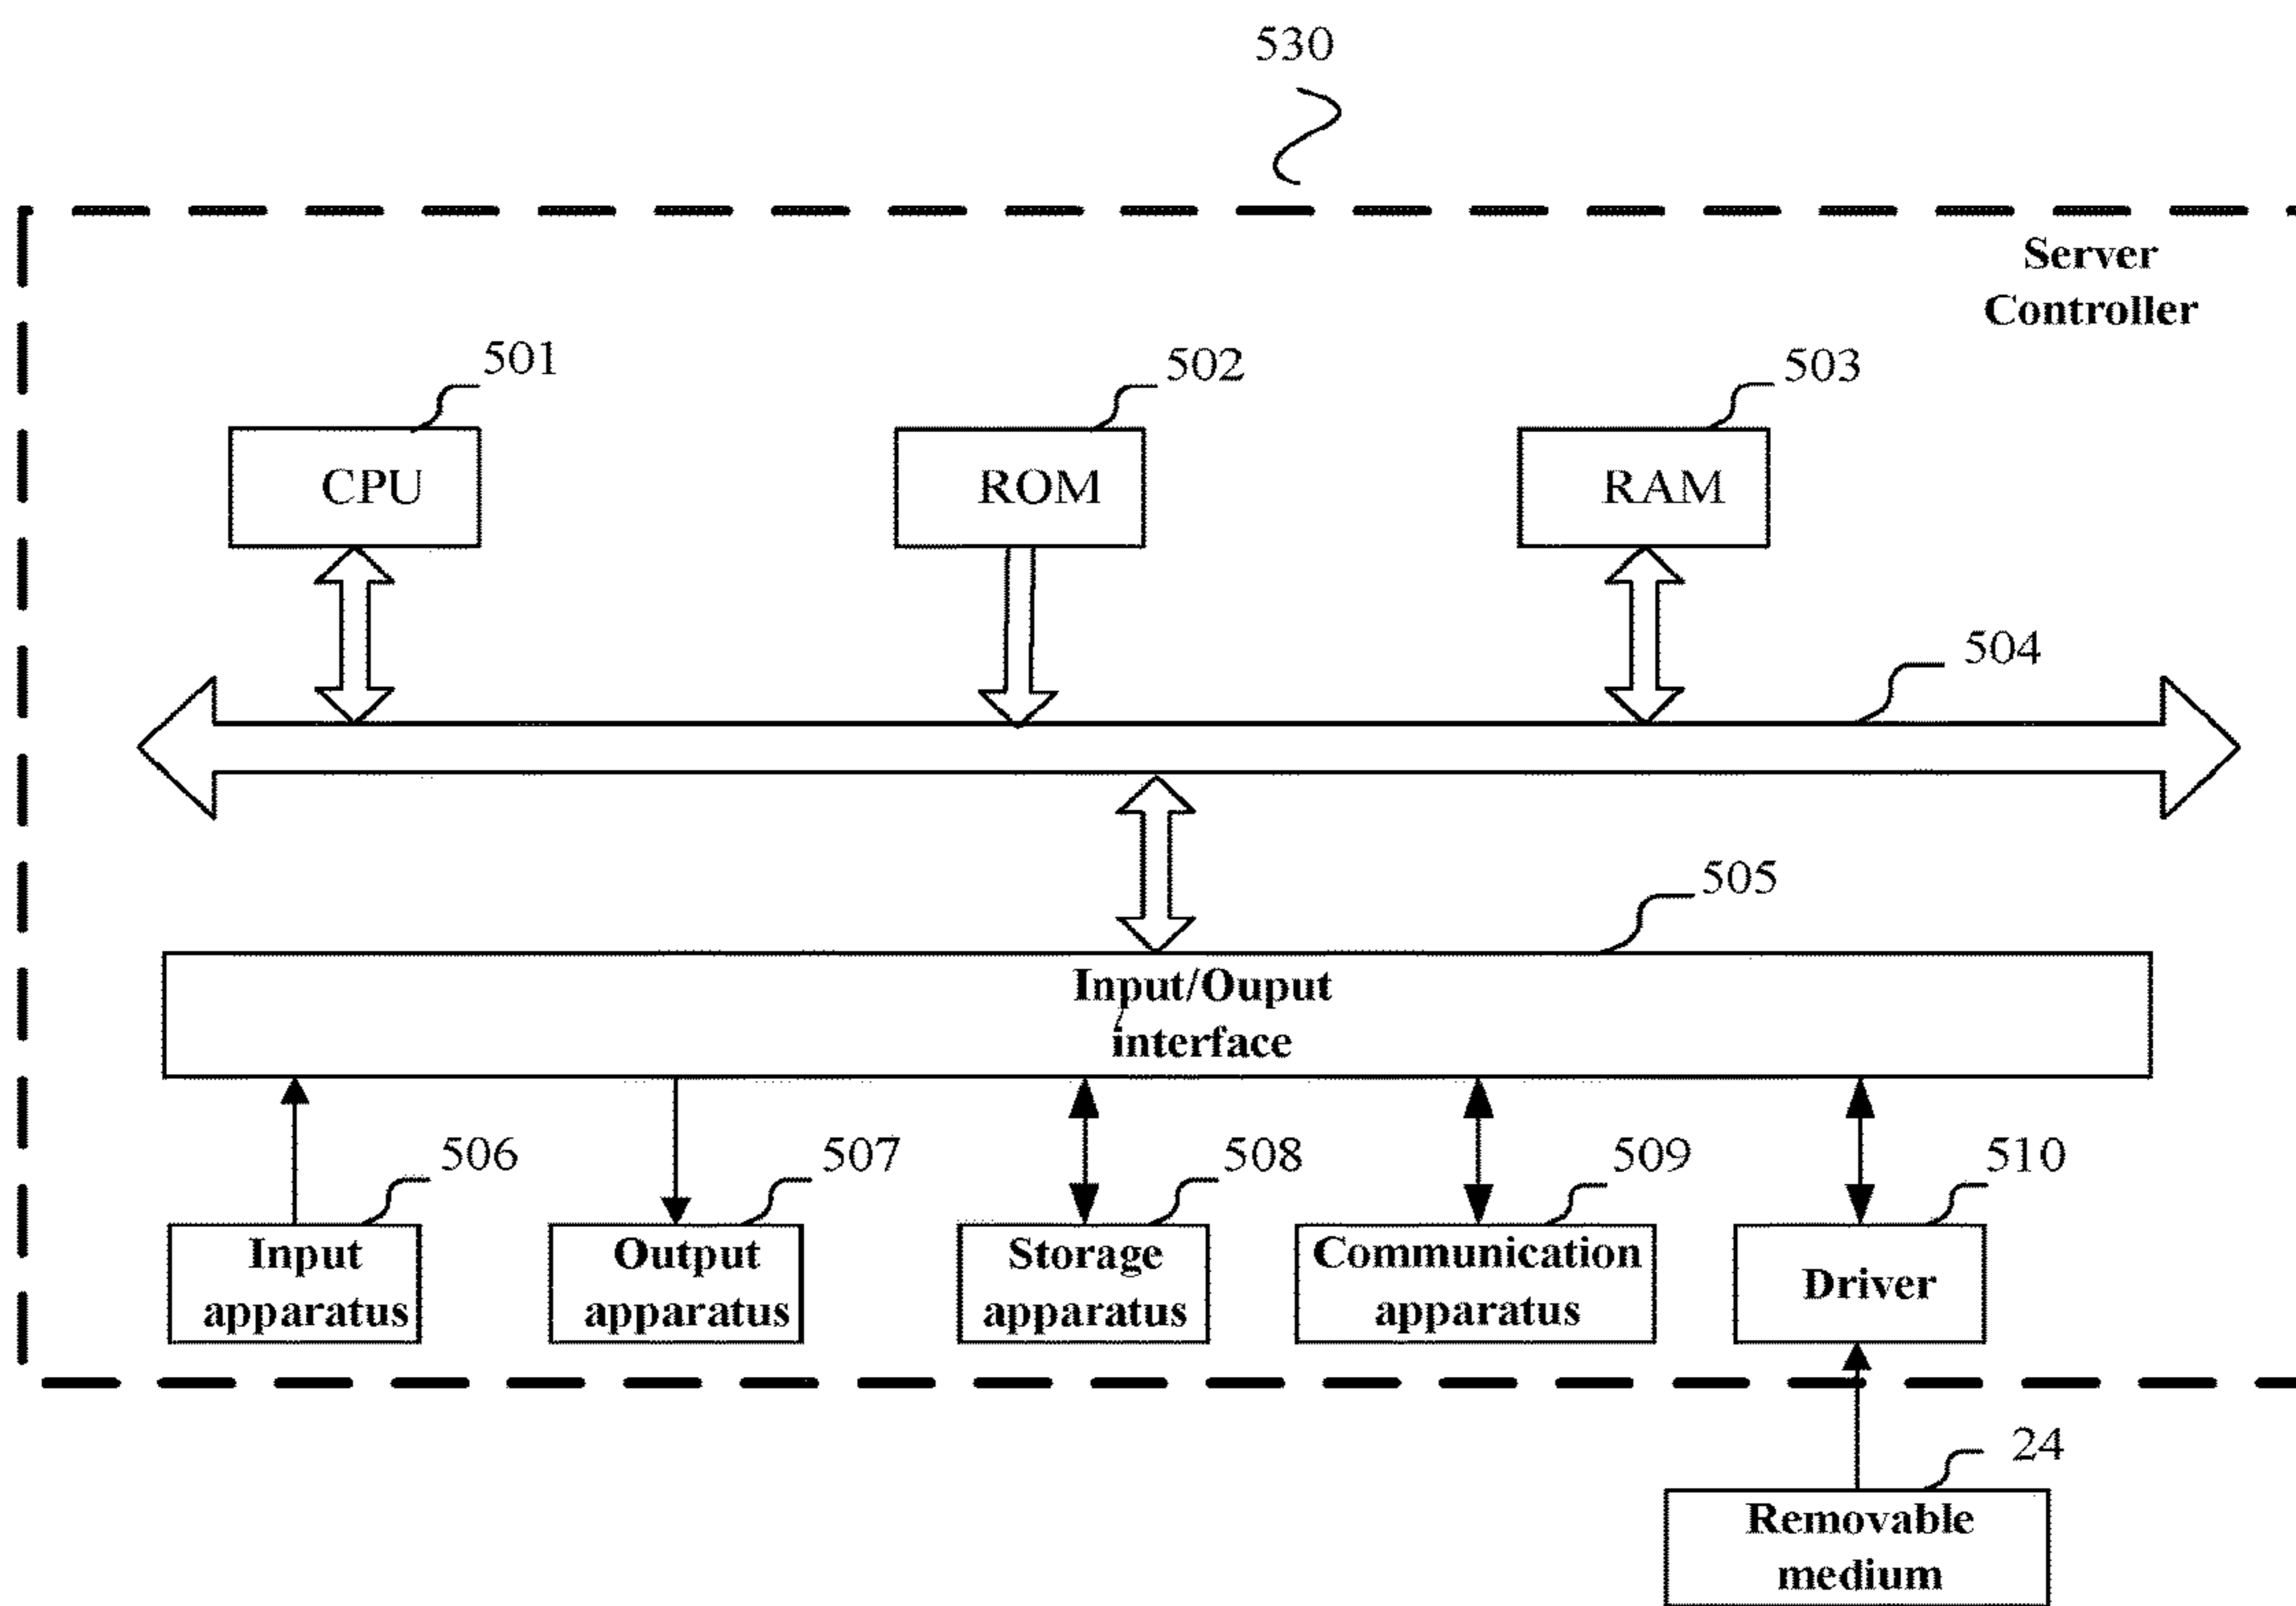 530
Server
Controller
501
502
503
CPU
ROM
RAM
504
505
Input/Ouput
interface
506
507
508
509
510
Input
apparatus
Output
apparatus
Storage
apparatus
Communication
apparatus
Driver
24
Removable
medium